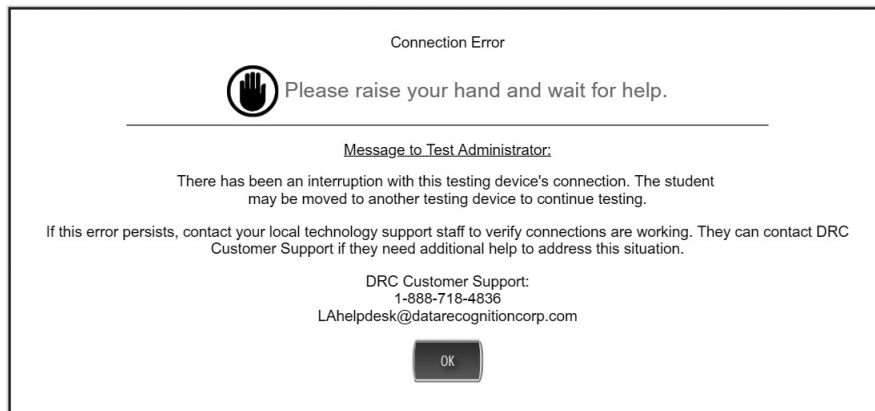 Connection Error
Please raise your hand and wait for help.
Message to Test Administrator:
There has been an interruption with this testing device's connection. The student
may be moved to another testing device to continue testing.
If this error persists, contact your local technology support staff to verify connections are working. They can contact DRC
Customer Support if they need additional help to address this situation.
DRC Customer Support:
1-888-718-4836
LAhelpdesk@datarecognitioncorp.com
OK